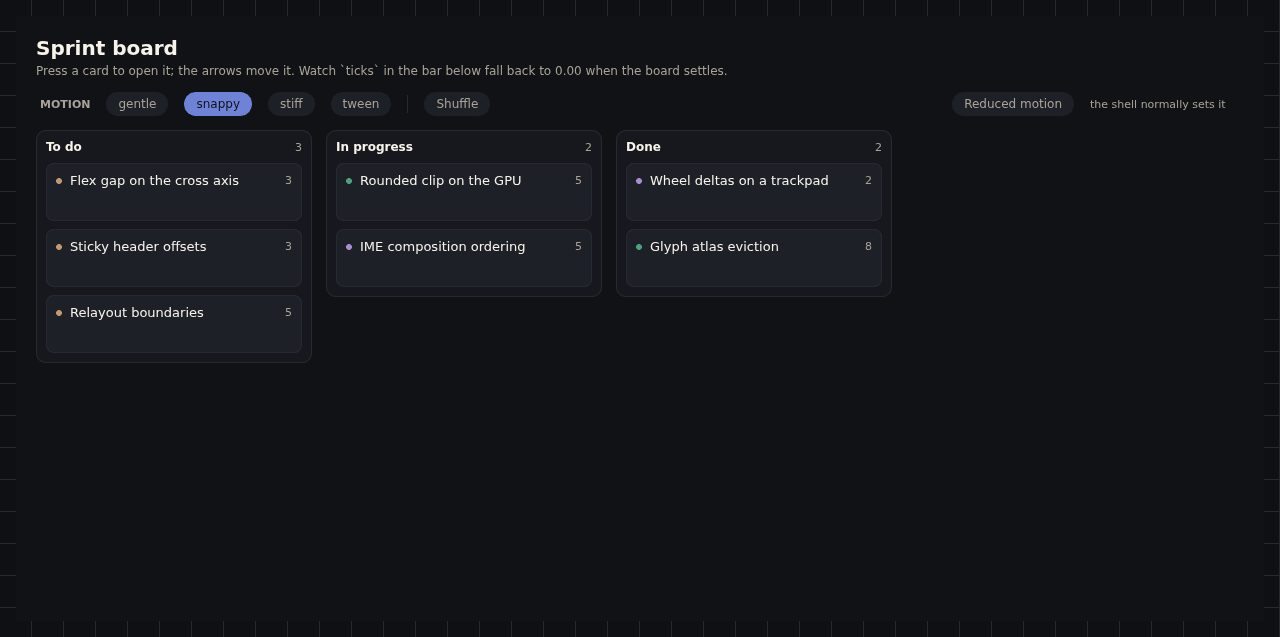 Sprint board
Press a card to open it; the arrows move it. Watch `ticks` in the bar below fall back to 0.00 when the board settles.
MOTION gentle snappy stiff tween Shuffle Reduced motion the shell normally sets it
To do 3
Flex gap on the cross axis 3
Sticky header offsets 3
Relayout boundaries 5
In progress 2
Rounded clip on the GPU 5
IME composition ordering 5
Done 2
Wheel deltas on a trackpad 2
Glyph atlas eviction 8